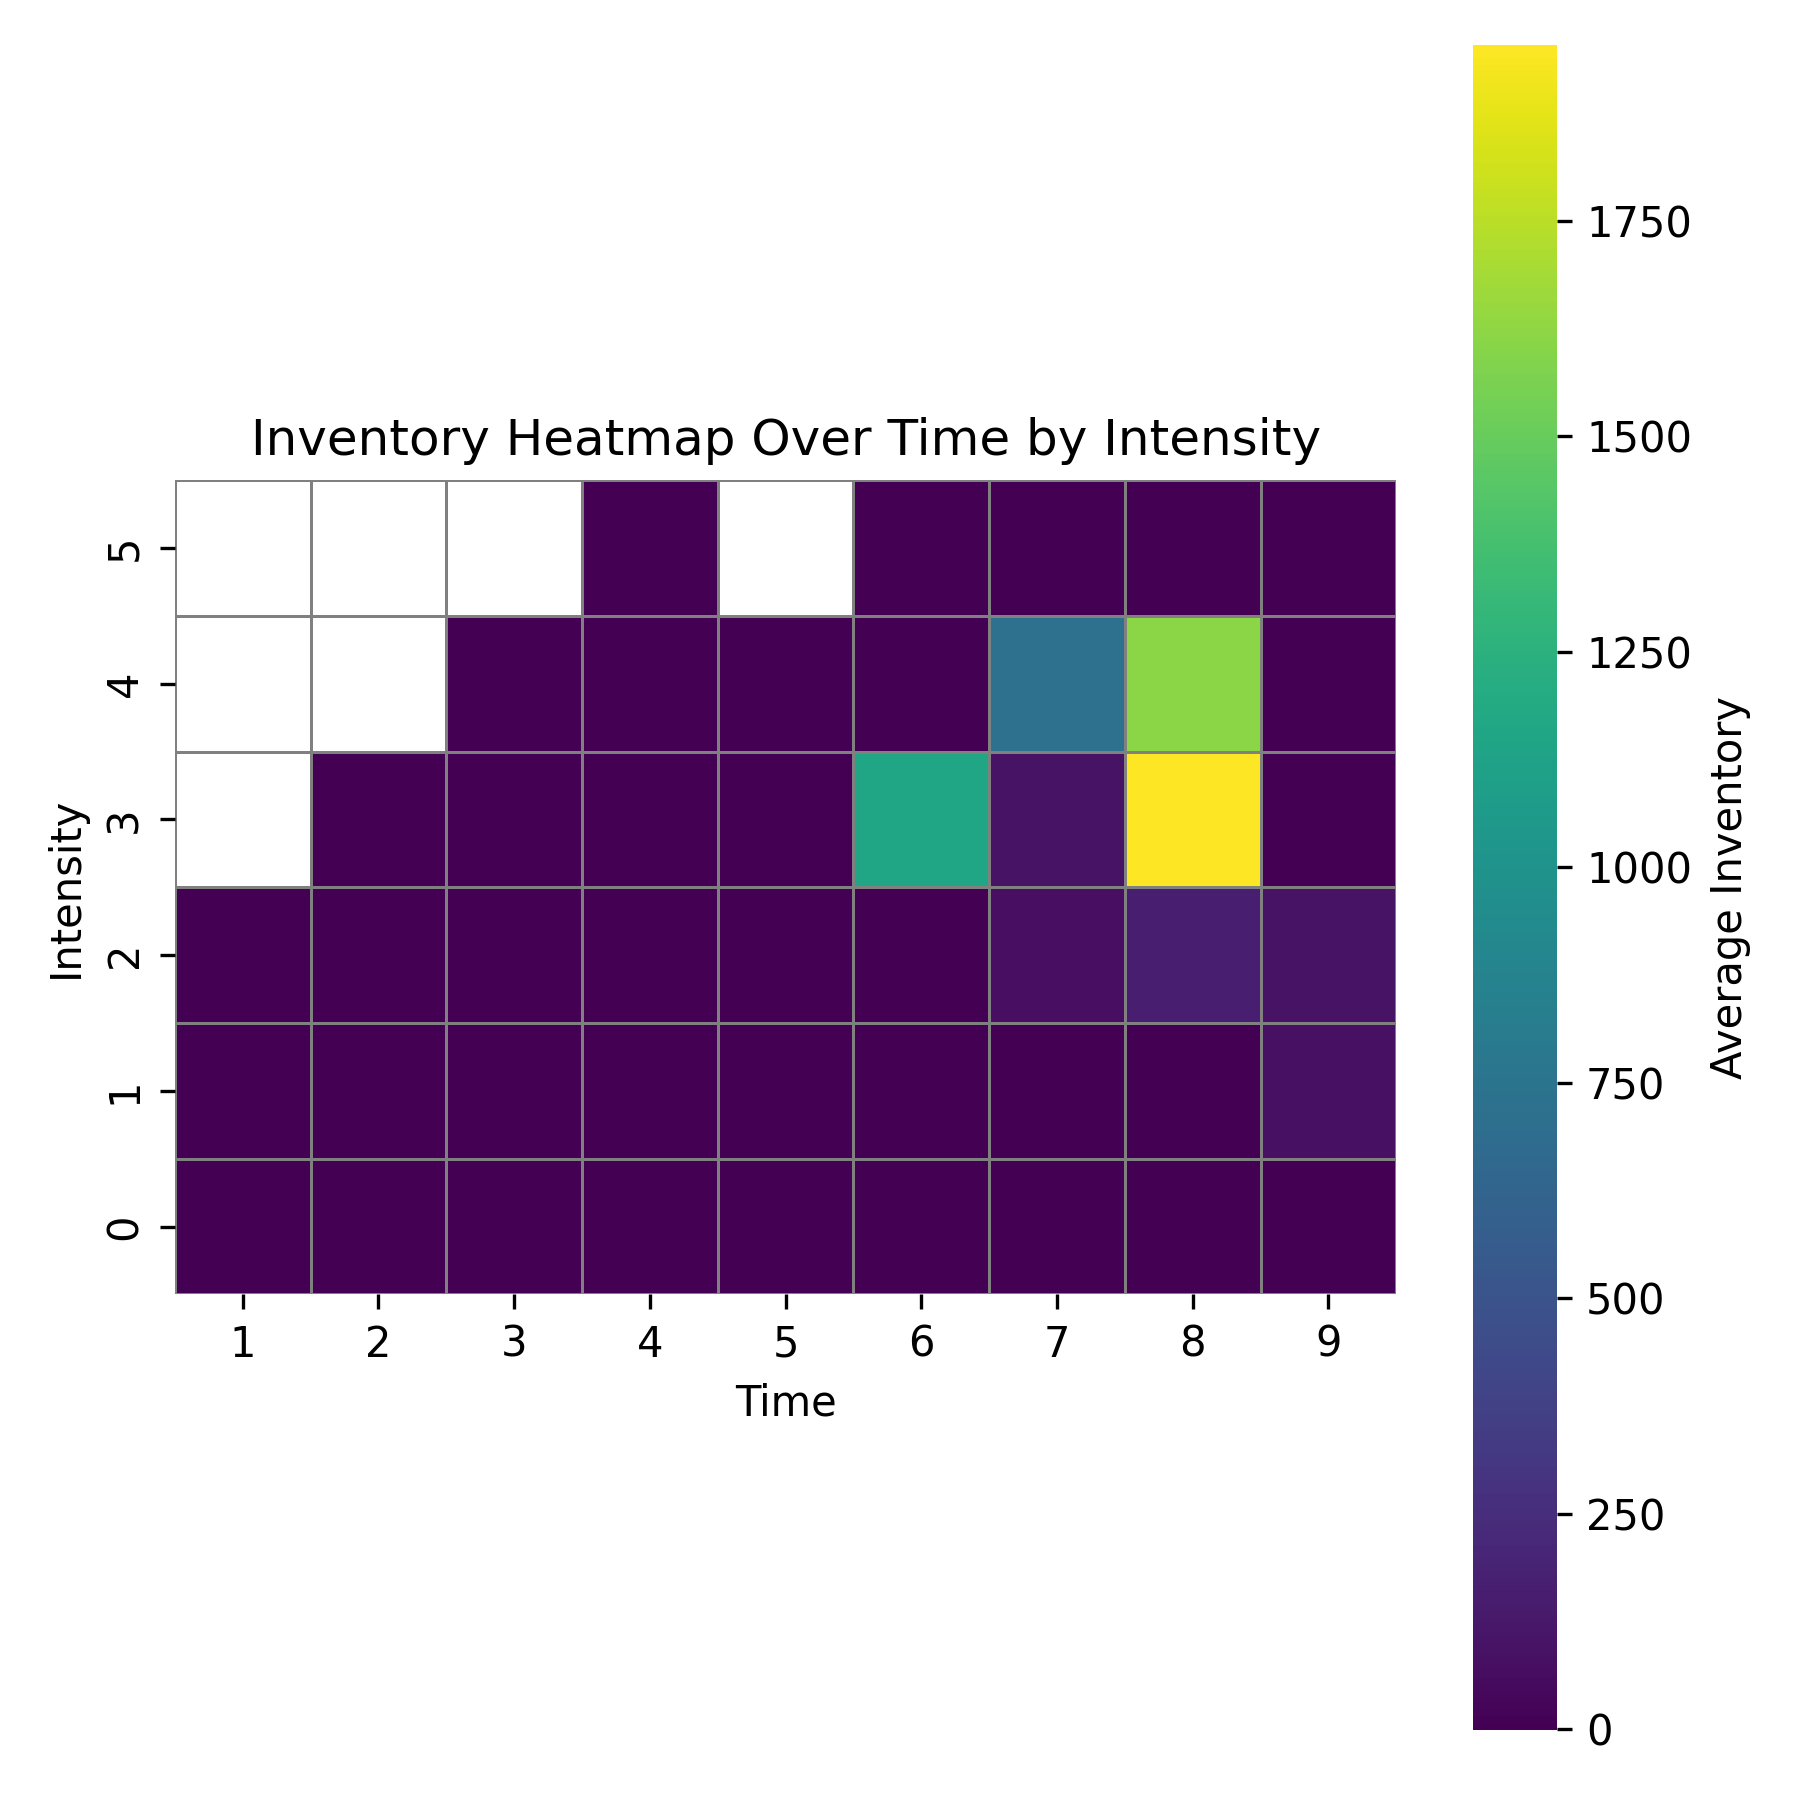 Inventory Heatmap Over Time by Intensity
Intensity
5
4
3
2
1
0
1 2 3 4 5 6 7 8 9
Time
1750
1500
1250
1000
750
500
250
0
Average Inventory